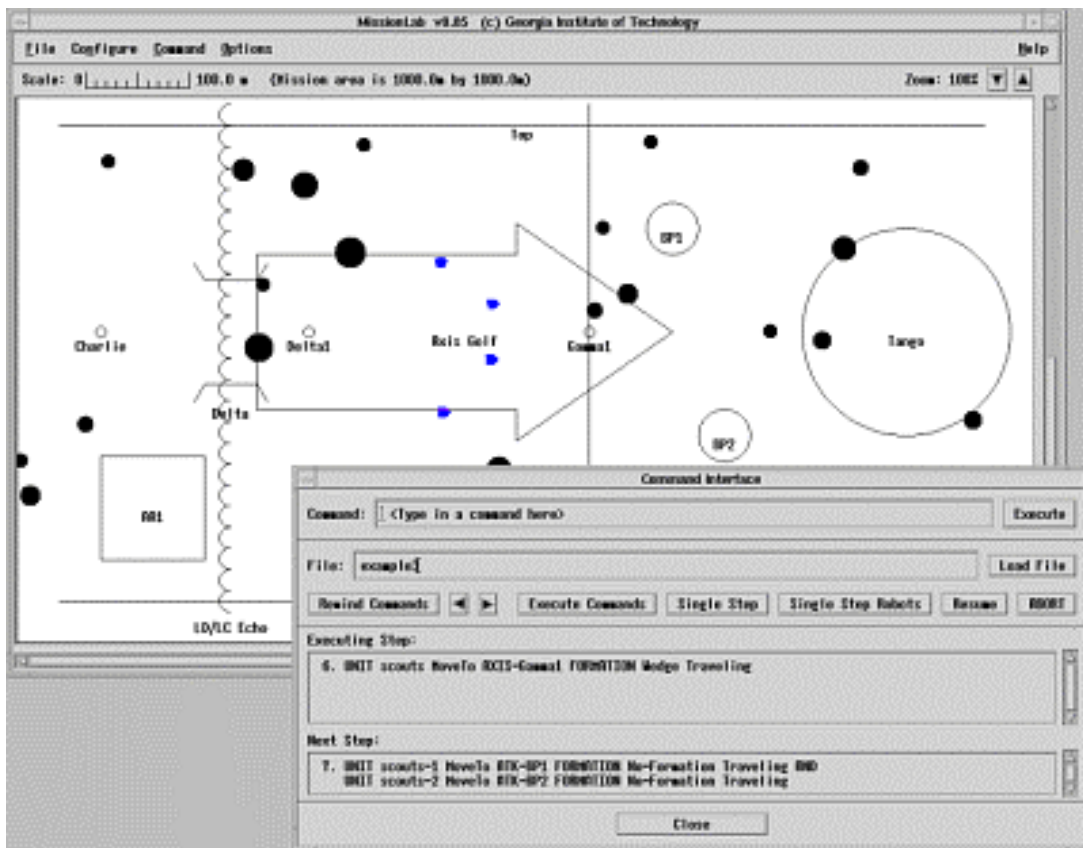 MissionLab v0.85 (c) Georgia Institute of Technology
File Configure Command Options Help
Scale: 0 100.0 m (Mission area is 1000.0m by 1000.0m) Zoom: 100%
Top
BP1
Charlie Delta1 Axis Golf Gamma1 Tango
Delta
BP2
AA1
LD/LC Echo
Command Interface
Command: <Type in a command here> Execute
File: example Load File
Rewind Commands Execute Commands Single Step Single Step Robots Resume ABORT
Executing Step:
6. UNIT scouts MoveTo AXIS-Gamma1 FORMATION Wedge Traveling
Next Step:
7. UNIT scouts-1 MoveTo ATK-BP1 FORMATION No-Formation Traveling AND
UNIT scouts-2 MoveTo ATK-BP2 FORMATION No-Formation Traveling
Close